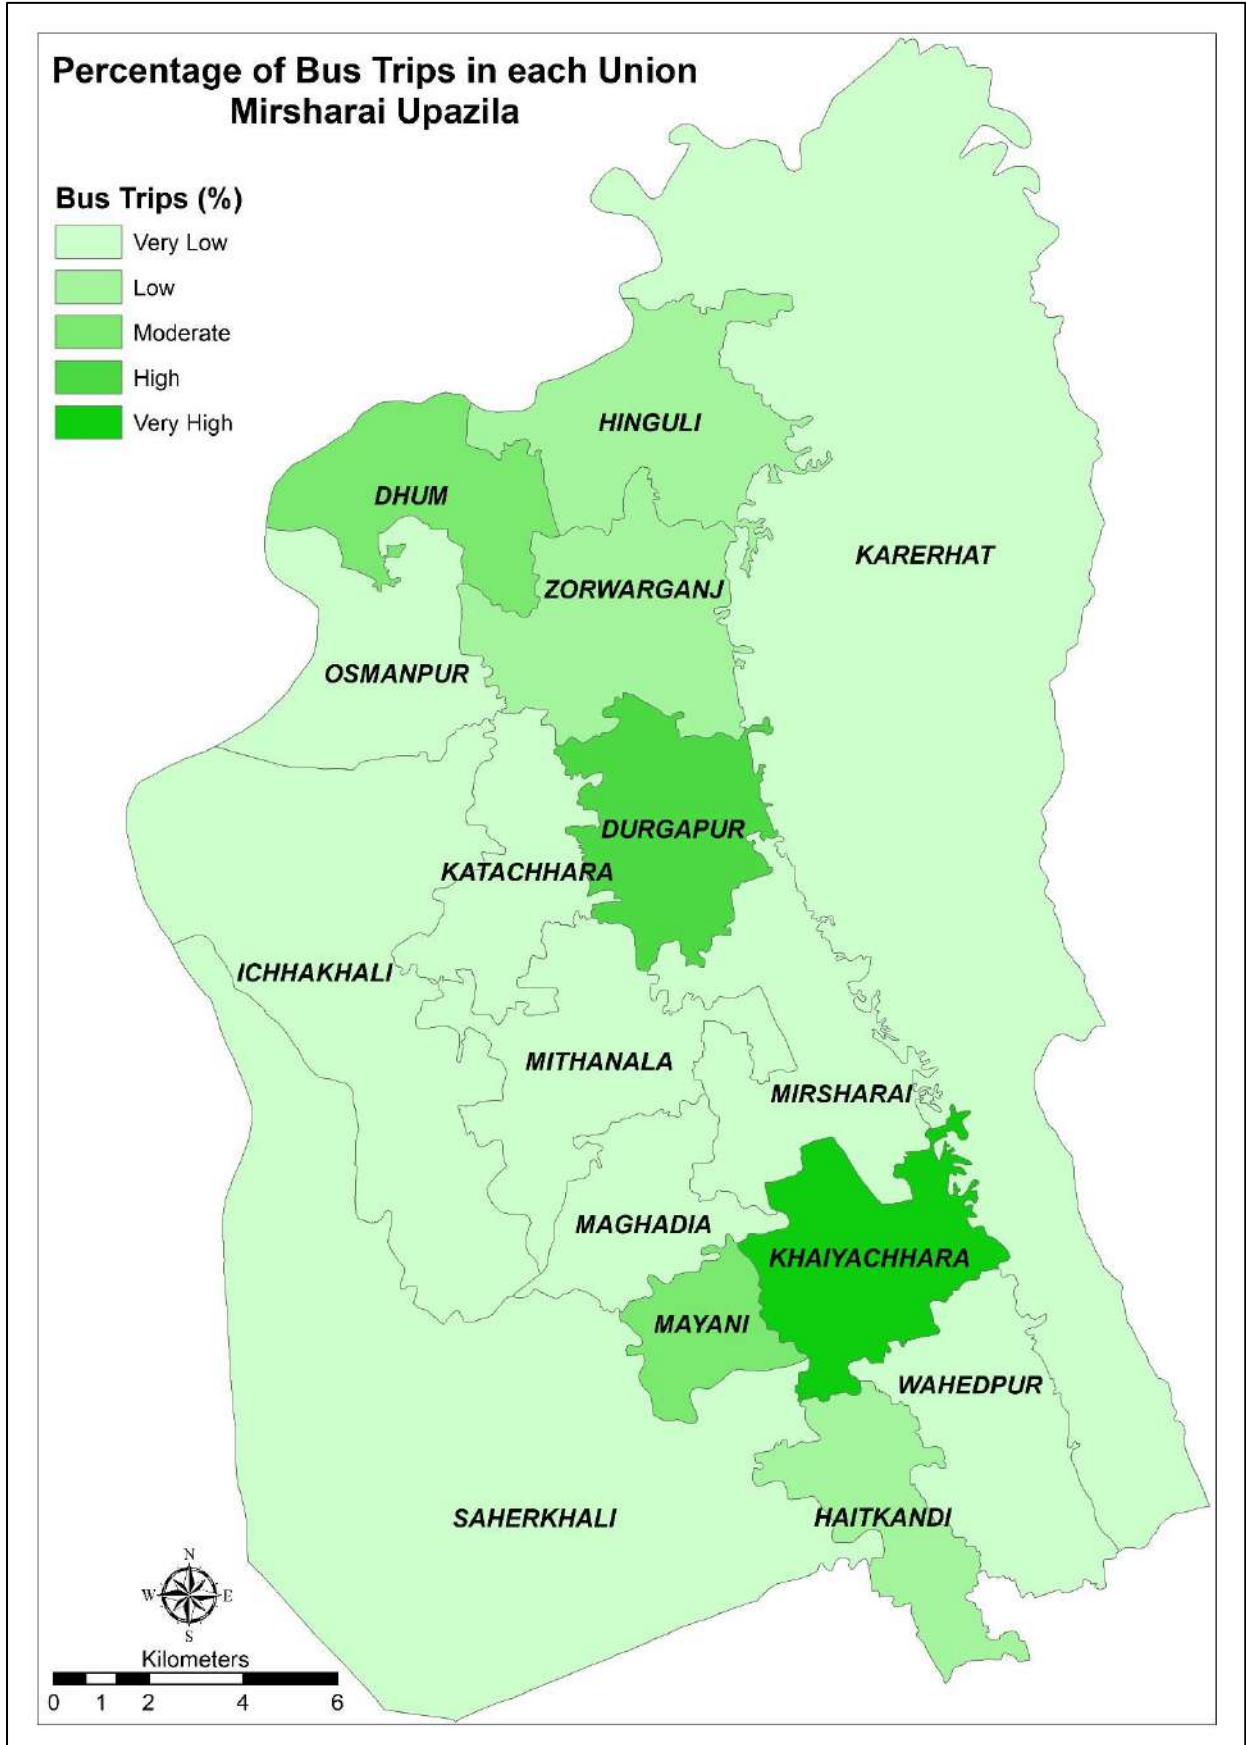 Percentage of Bus Trips in each Union
Mirsharai Upazila
Bus Trips (%)
Very Low
Low
Moderate
High
Very High
HINGULI
DHUM
KARERHAT
ZORWARGANJ
OSMANPUR
DURGAPUR
KATACHHARA
ICHHAKHALI
MITHANALA
MIRSHARAI
MAGHADIA
KHAIYACHHARA
MAYANI
WAHEDPUR
SAHERKHALI
HAITKANDI
N
W E
S
Kilometers
0 1 2 4 6